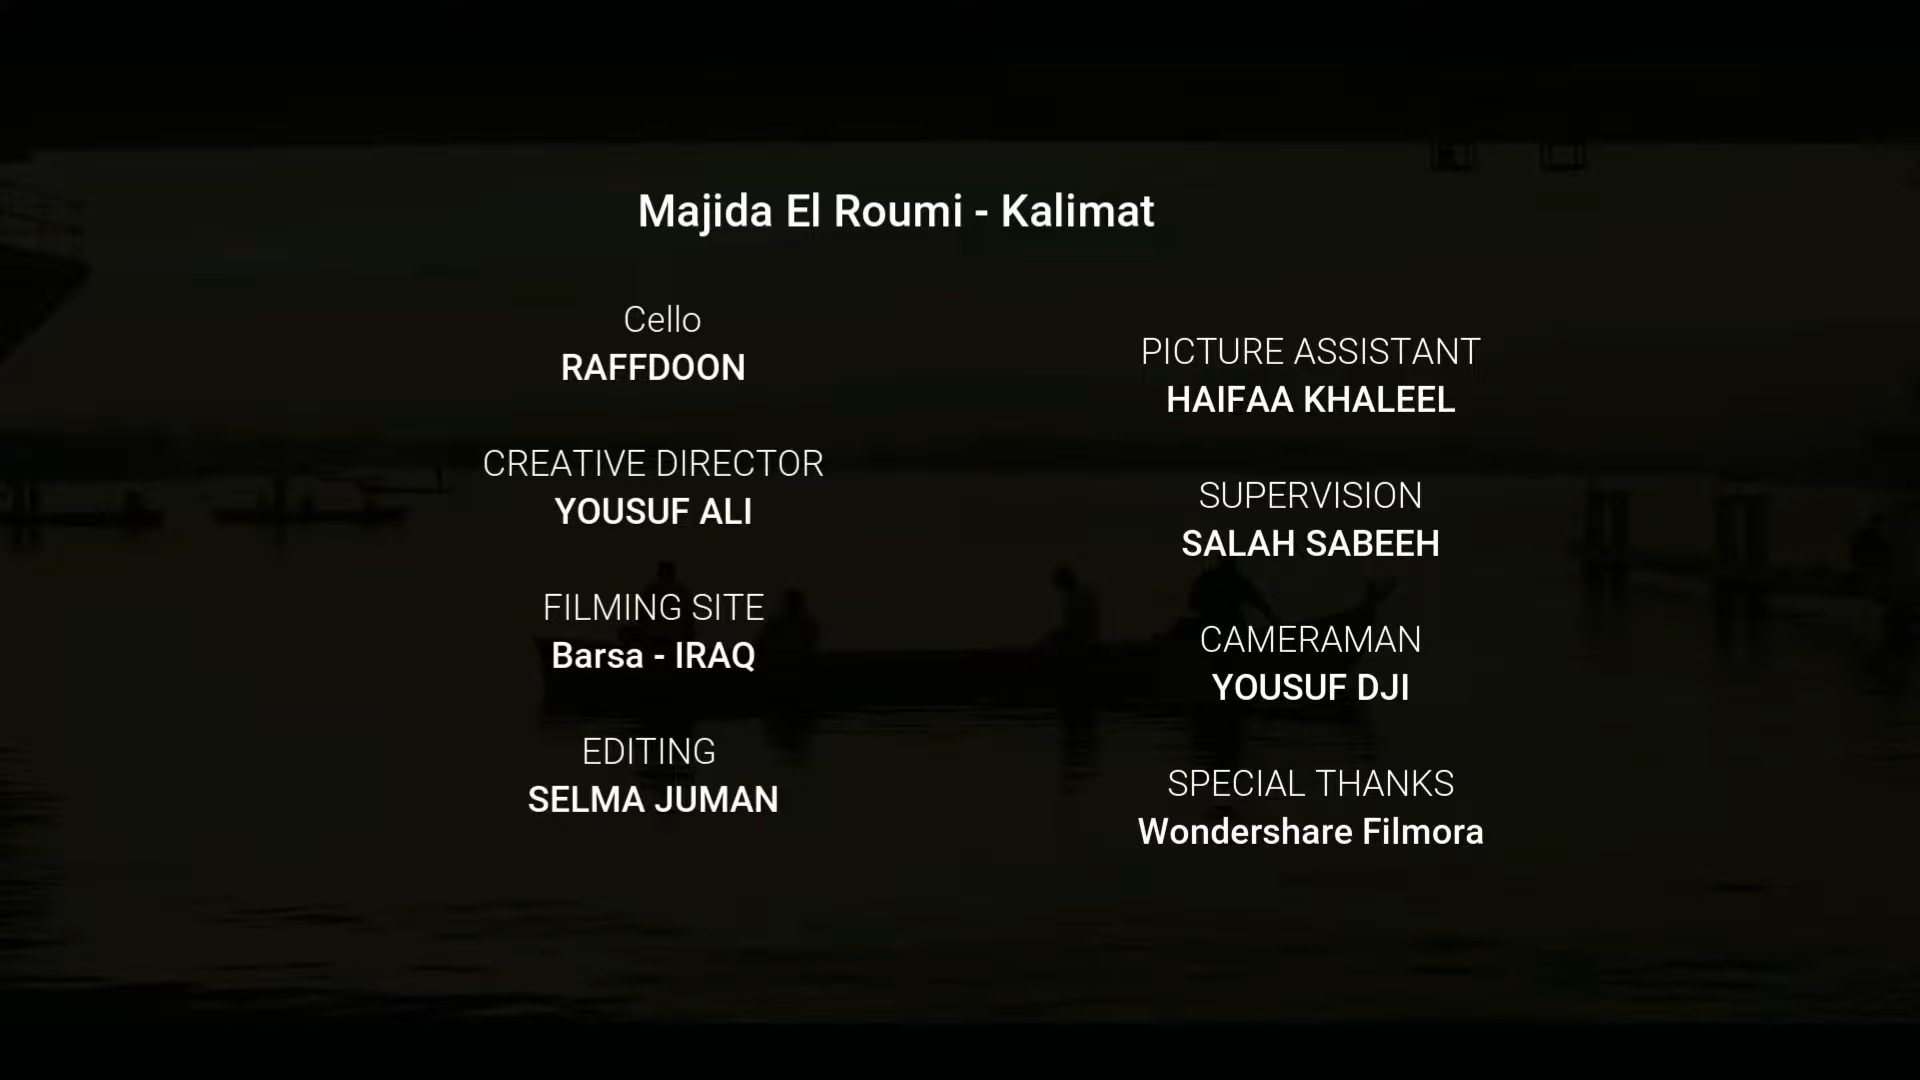 Majida El Roumi - Kalimat
Cello
RAFFDOON
CREATIVE DIRECTOR
YOUSUF ALI
FILMING SITE
Barsa - IRAQ
EDITING
SELMA JUMAN
PICTURE ASSISTANT
HAIFAA KHALEEL
SUPERVISION
SALAH SABEEH
CAMERAMAN
YOUSUF DJI
SPECIAL THANKS
Wondershare Filmora